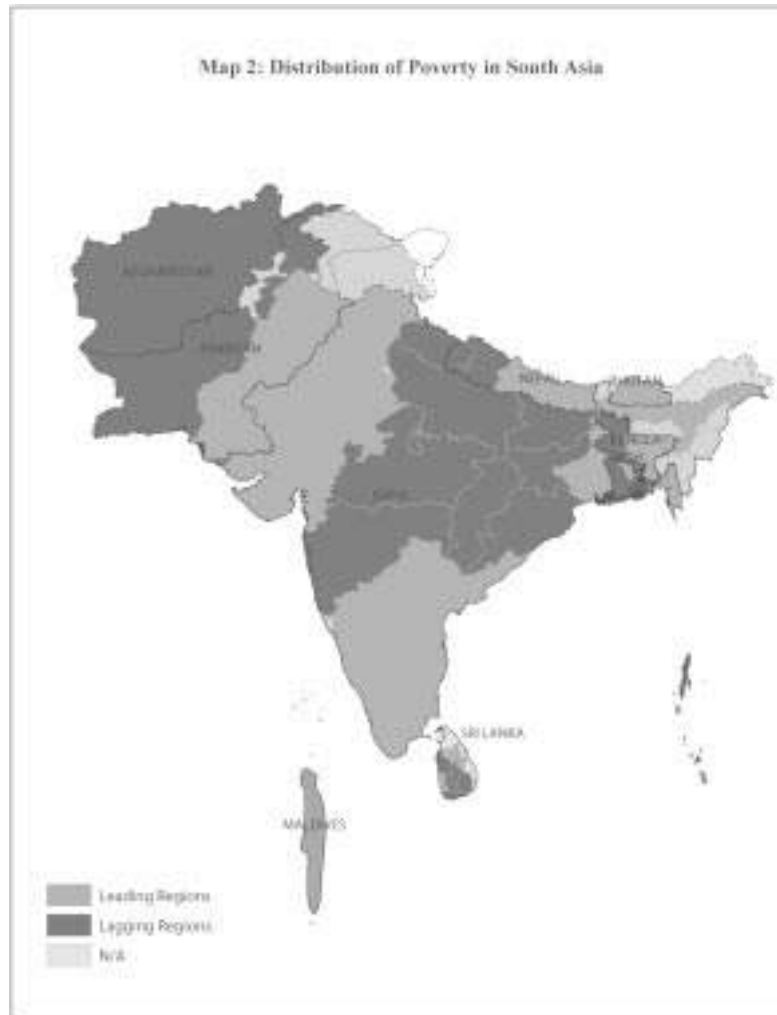 Map 2: Distribution of Poverty in South Asia
AFGHANISTAN
PAKISTAN
NEPAL
BHUTAN
INDIA
SRI LANKA
MALDIVES
Leading Regions
Lagging Regions
N/A